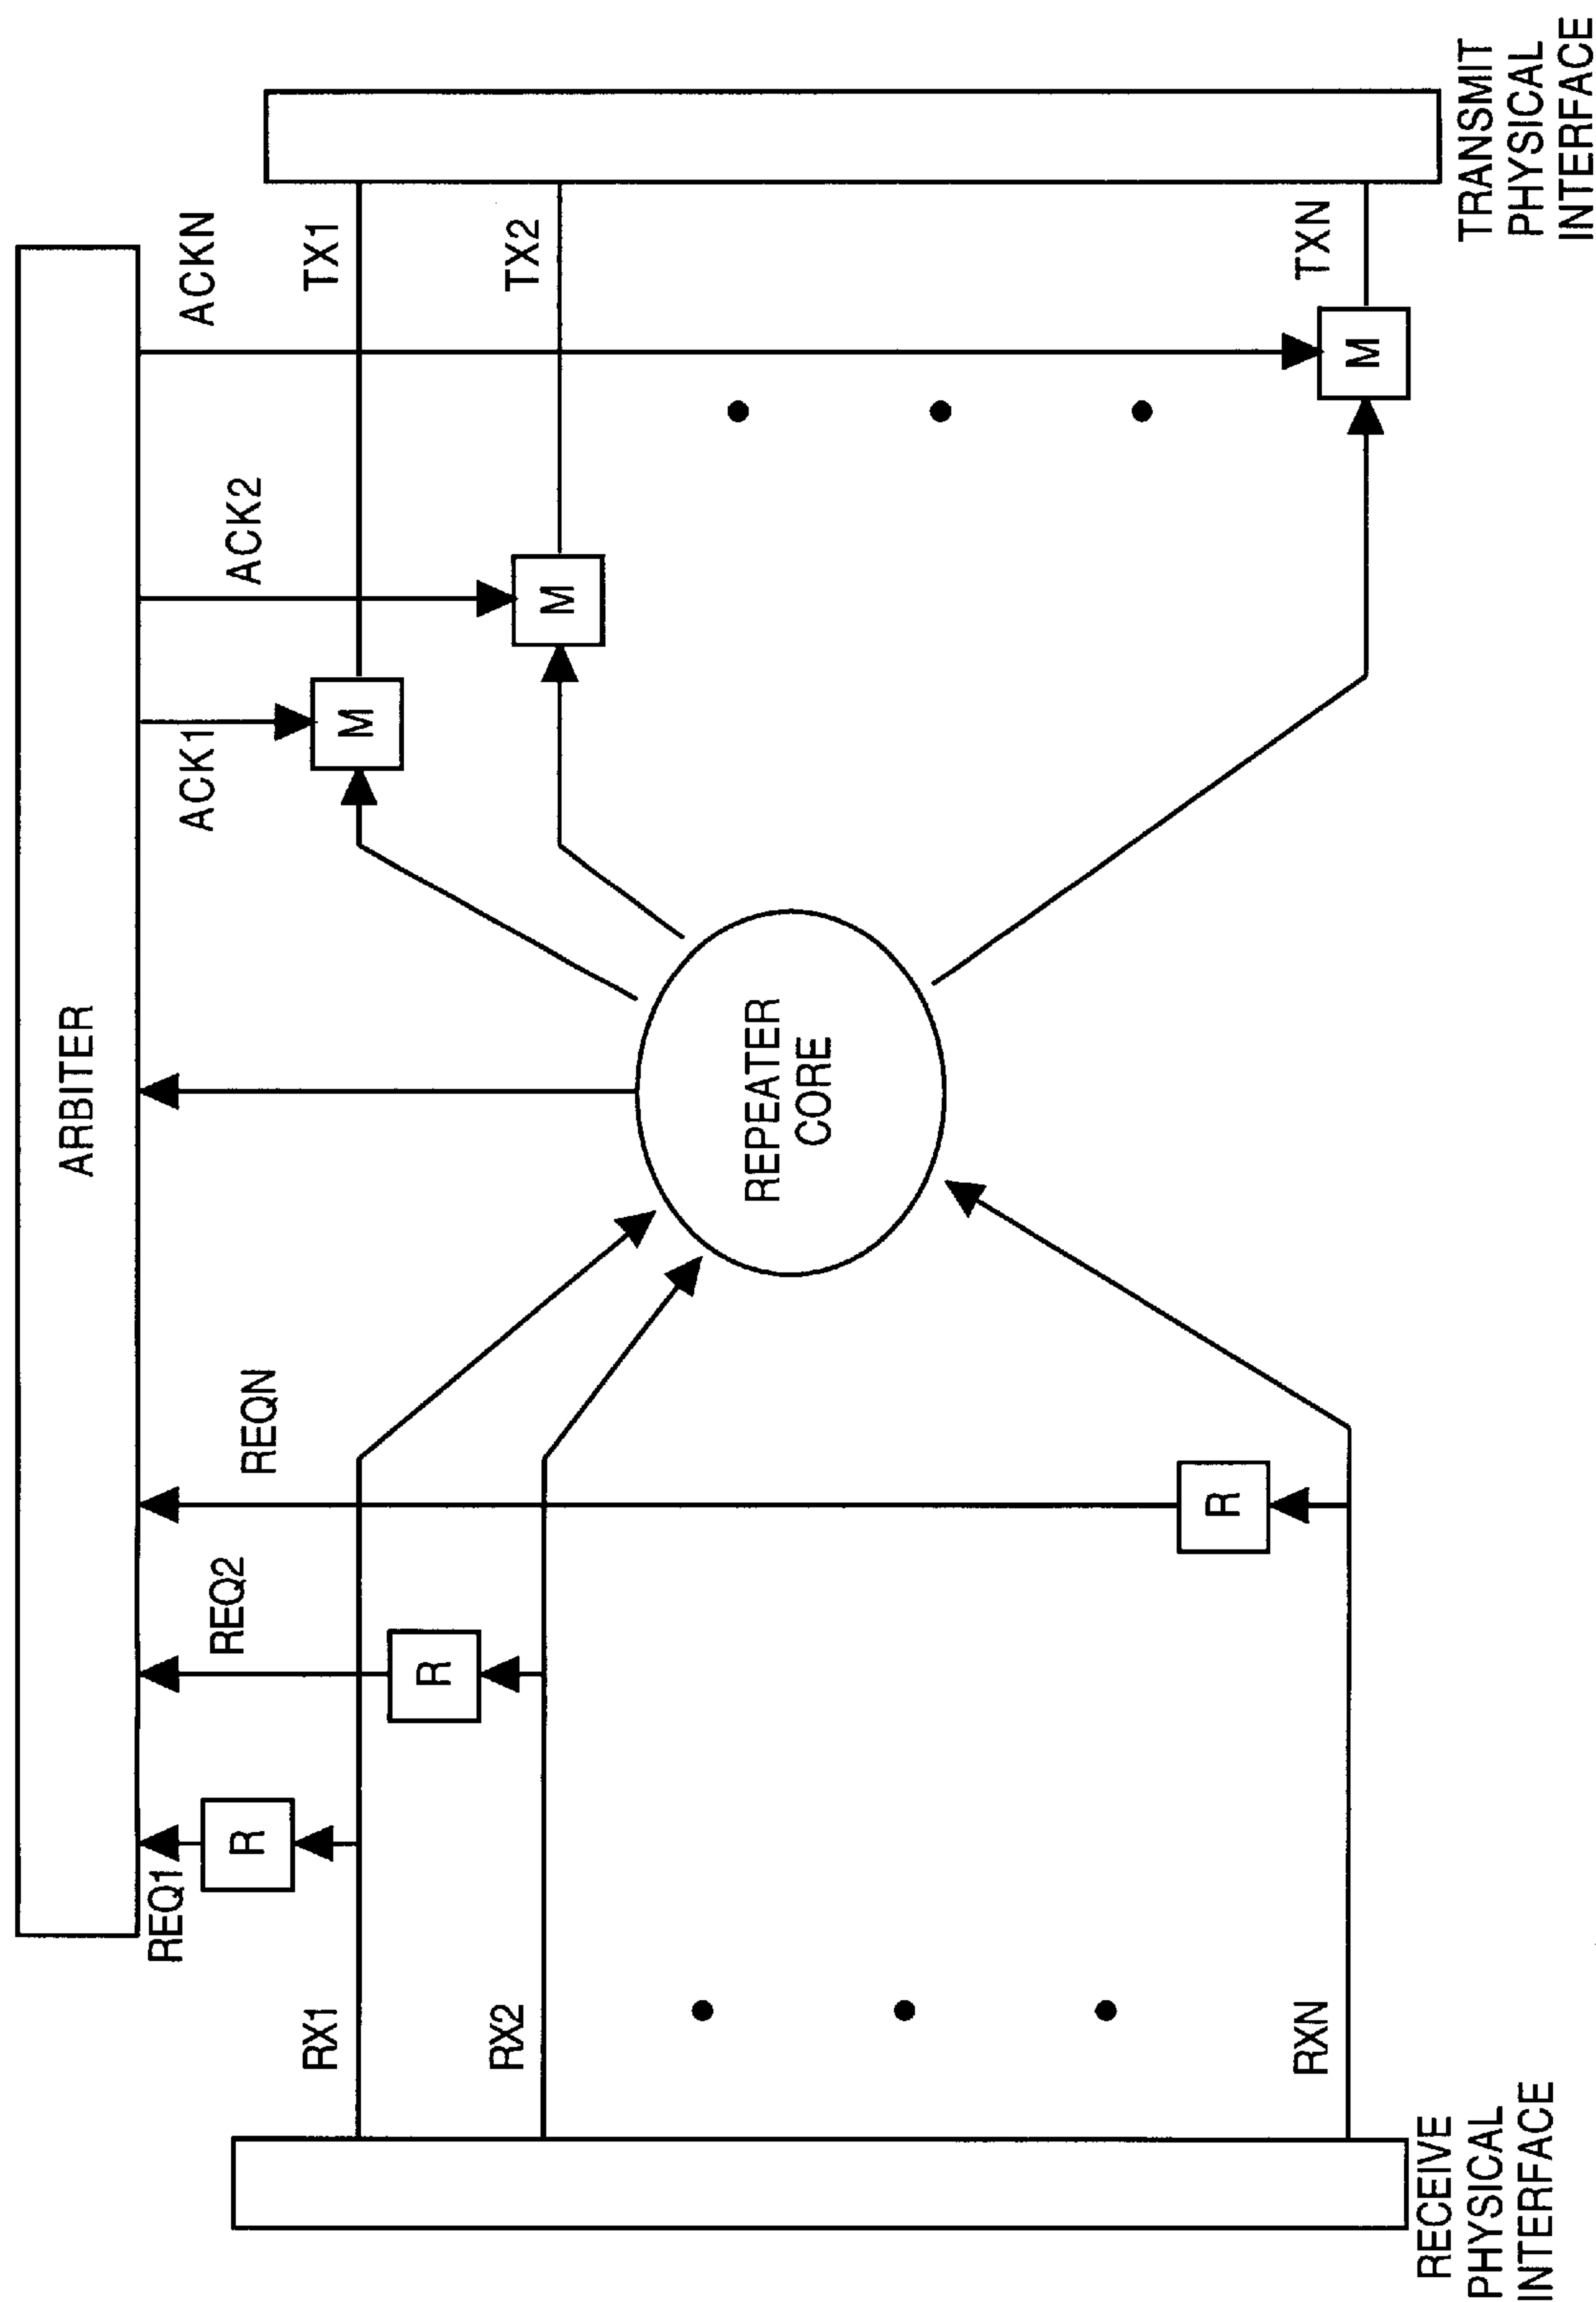 ARBITER
REQ1
R
REQ2
R
REQN
R
ACK1
M
ACK2
M
ACKN
M
RX1
RX2
RXN
TX1
TX2
TXN
REPEATER
CORE
RECEIVE
PHYSICAL
INTERFACE
TRANSMIT
PHYSICAL
INTERFACE